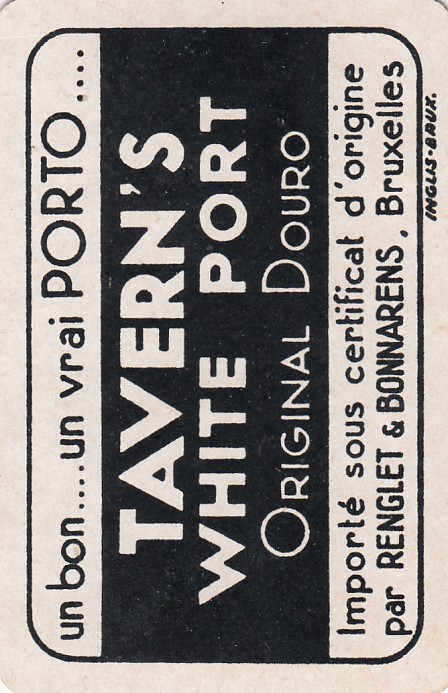 un bon....un vrai PORTO....
TAVERN'S
WHITE PORT
ORIGINAL DOURO
Importé sous certificat d'origine
par RENGLET & BONNARENS, Bruxelles
INGLIS-BRUX.